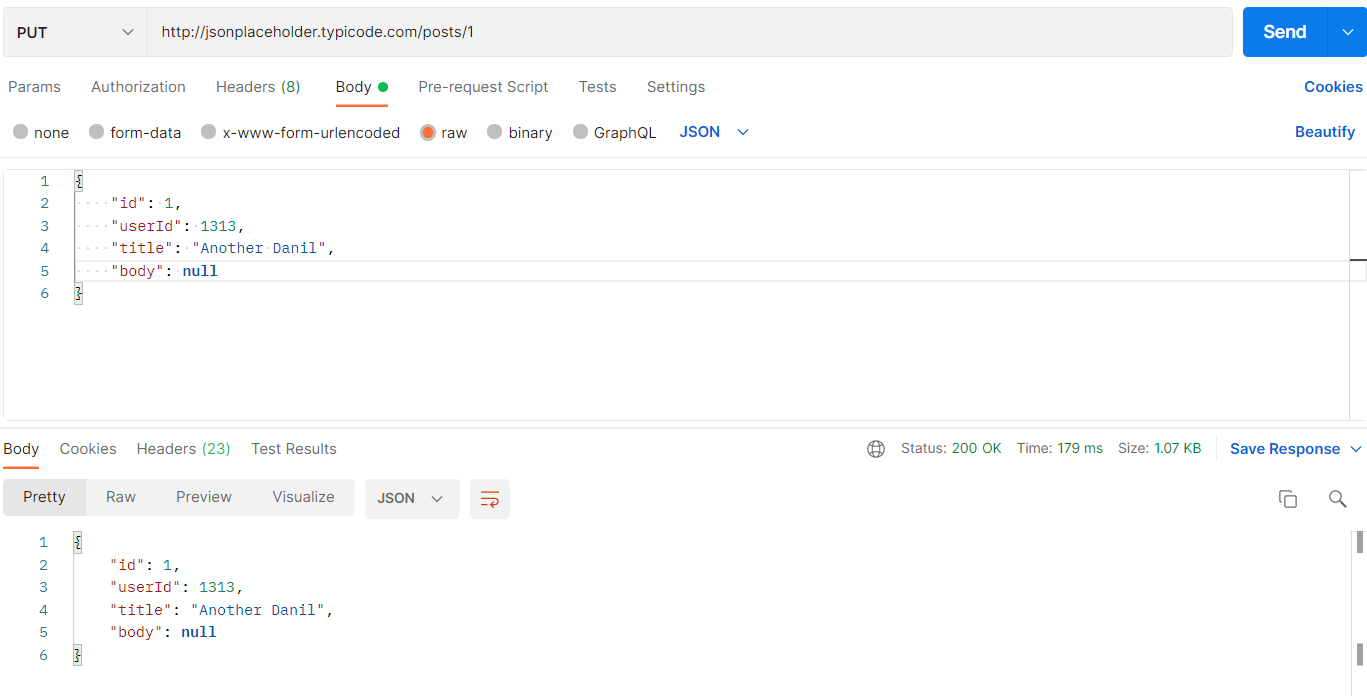 PUT http://jsonplaceholder.typicode.com/posts/1 Send
Params Authorization Headers (8) Body Pre-request Script Tests Settings Cookies
none form-data x-www-form-urlencoded raw binary GraphQL JSON Beautify
1 {
2 "id": 1,
3 "userId": 1313,
4 "title": "Another Danil",
5 "body": null
6 }
Body Cookies Headers (23) Test Results Status: 200 OK Time: 179 ms Size: 1.07 KB Save Response
Pretty Raw Preview Visualize JSON
1 {
2 "id": 1,
3 "userId": 1313,
4 "title": "Another Danil",
5 "body": null
6 }